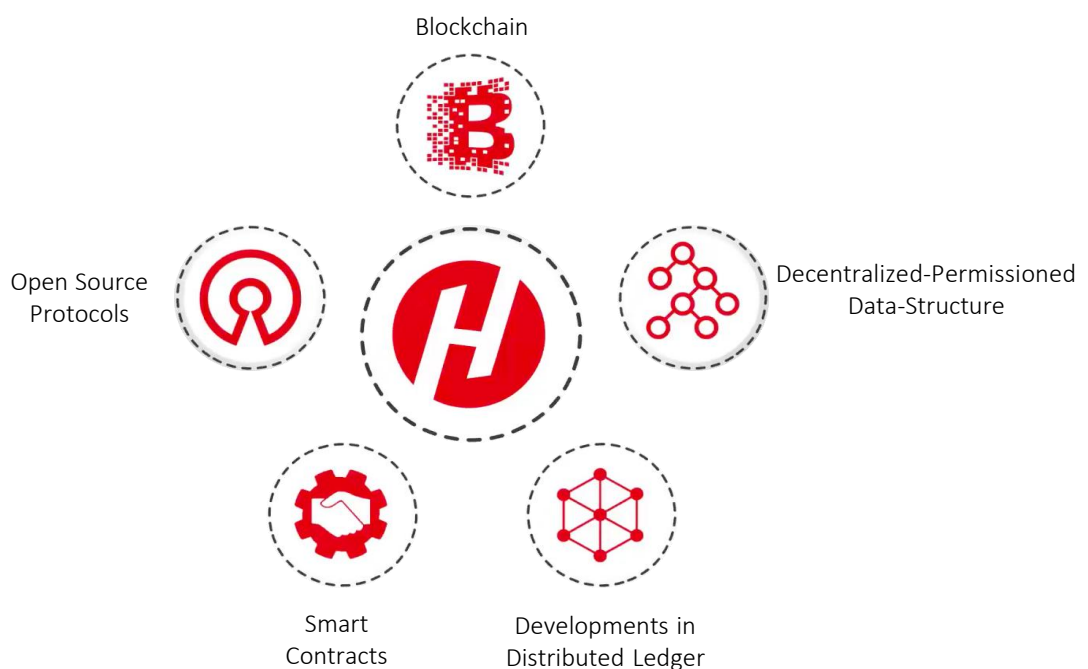 Blockchain
Open Source
Protocols
Decentralized-Permissioned
Data-Structure
Smart
Contracts
Developments in
Distributed Ledger